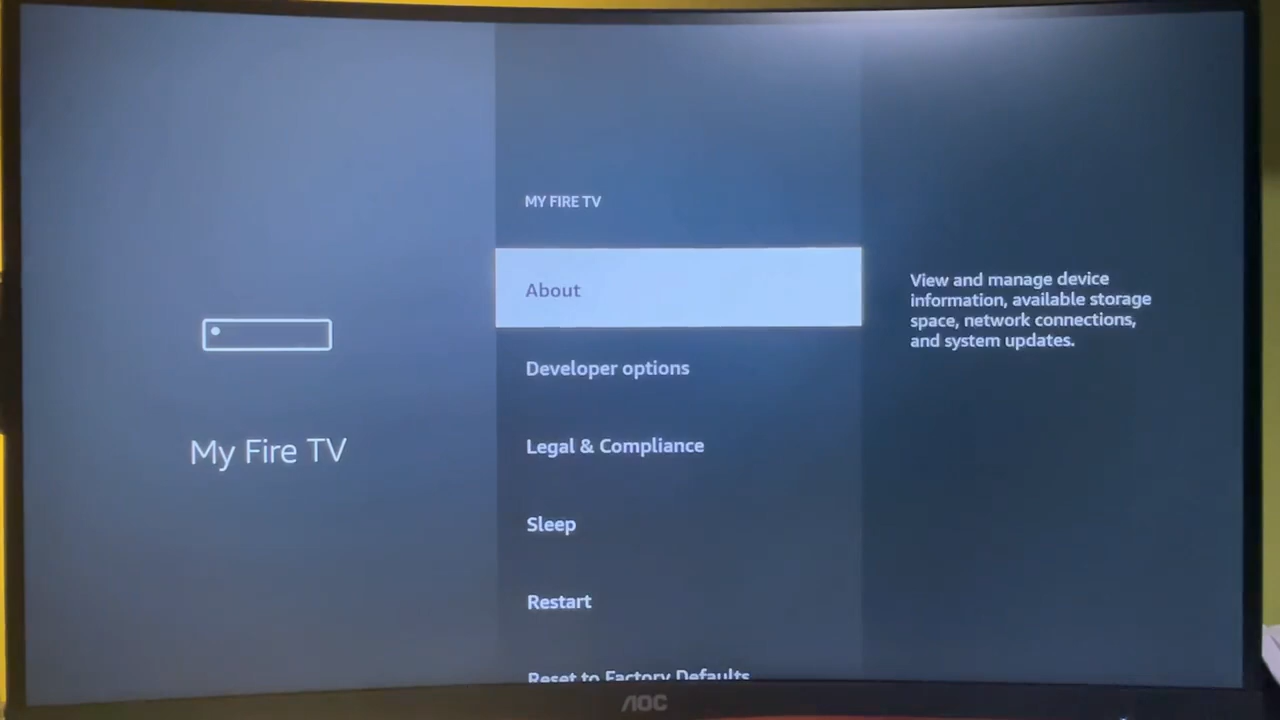 MY FIRE TV
About
Developer options
Legal & Compliance
Sleep
Restart
Reset to Factory Defaults
My Fire TV
View and manage device
information, available storage
space, network connections,
and system updates.
AOC